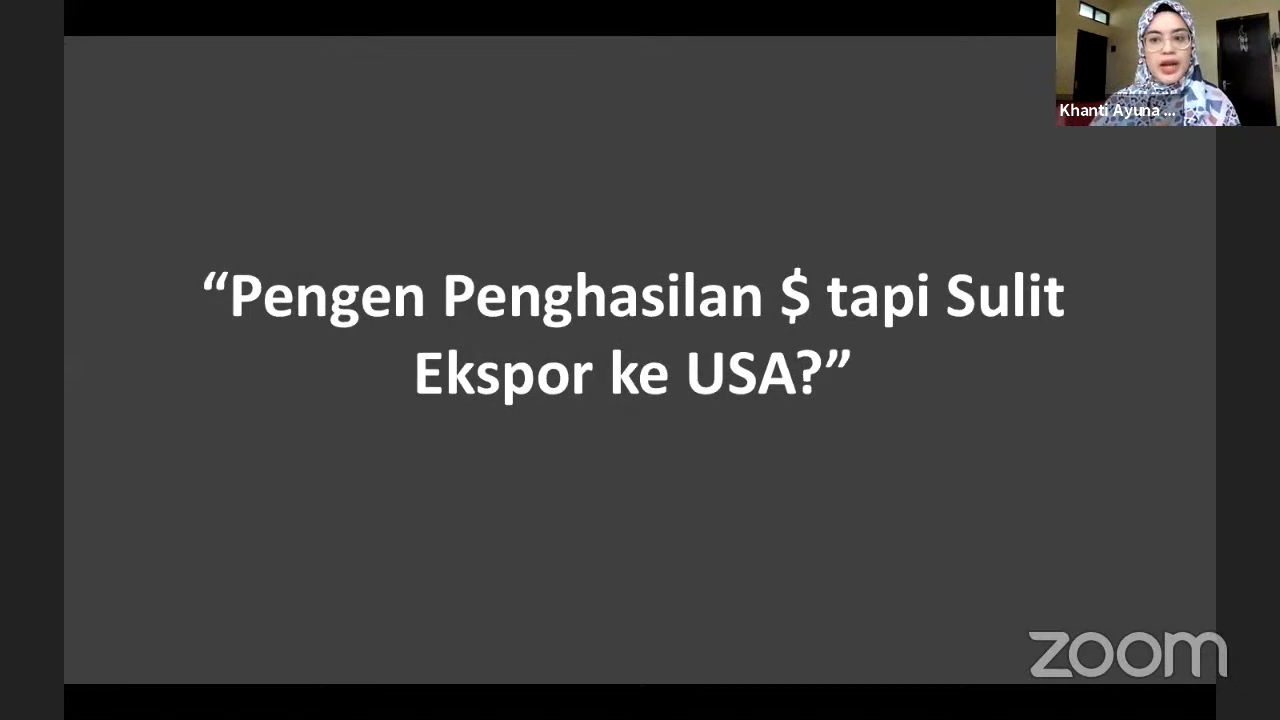 Khanti Ayuna ...
“Pengen Penghasilan $ tapi Sulit
Ekspor ke USA?”
zoom